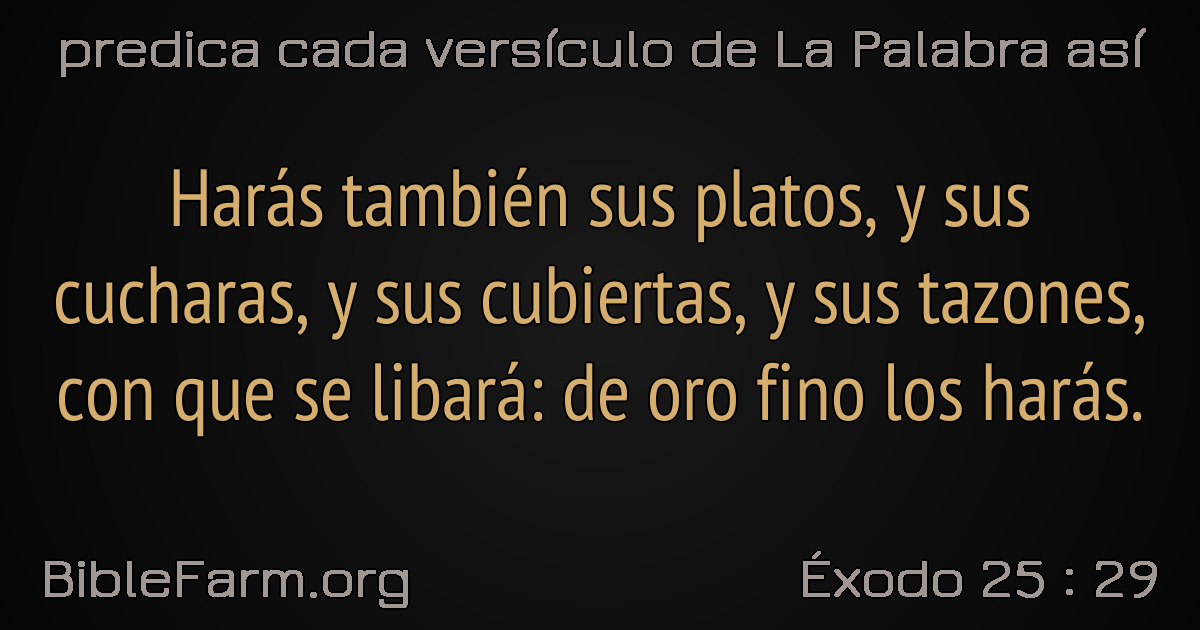 predica cada versículo de La Palabra así
Harás también sus platos, y sus
cucharas, y sus cubiertas, y sus tazones,
con que se libará: de oro fino los harás.
BibleFarm.org
Éxodo 25 : 29